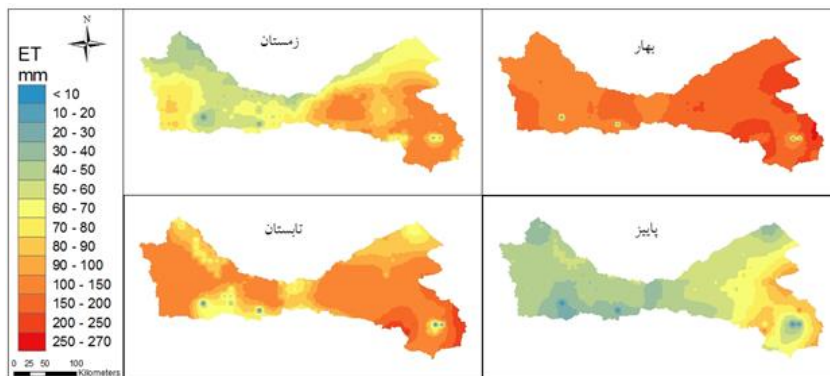 N
ET
mm
< 10
10 - 20
20 - 30
30 - 40
40 - 50
50 - 60
60 - 70
70 - 80
80 - 90
90 - 100
100 - 150
150 - 200
200 - 250
250 - 270
0 25 50 100
Kilometers
زمستان
بهار
تابستان
پاییز